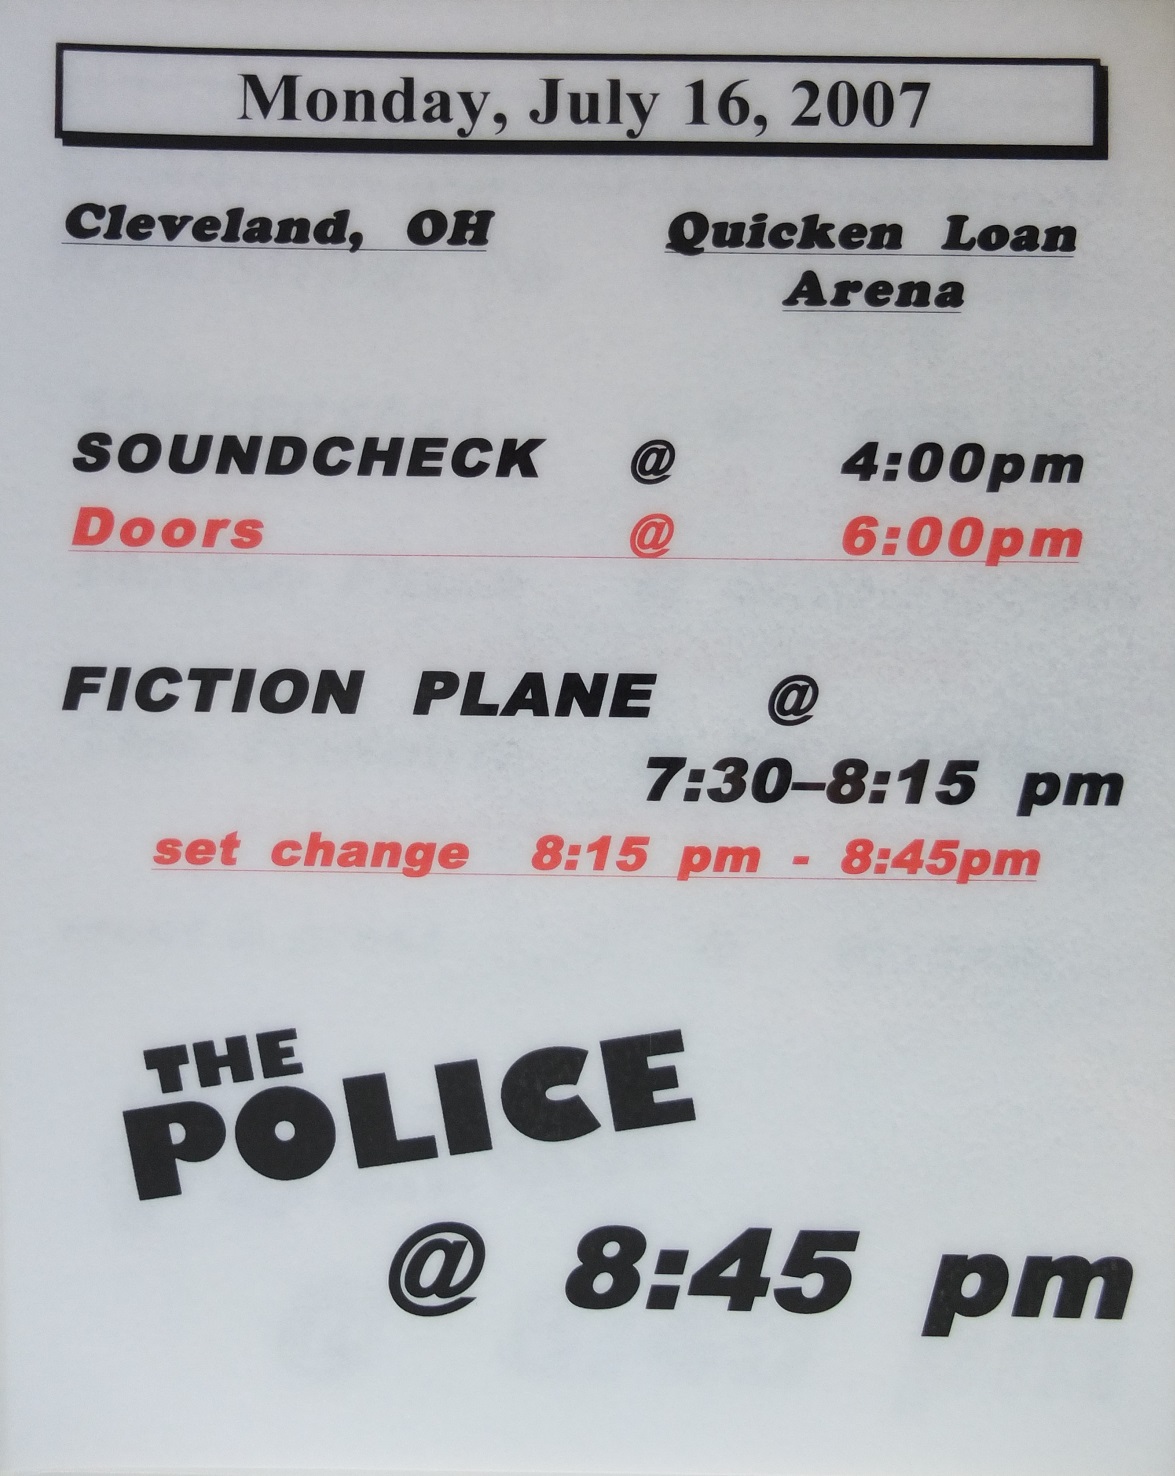 Monday, July 16, 2007
Cleveland, OH Quicken Loan
Arena
SOUNDCHECK @ 4:00pm
Doors @ 6:00pm
FICTION PLANE @
7:30–8:15 pm
set change 8:15 pm - 8:45pm
THE
POLICE
@ 8:45 pm